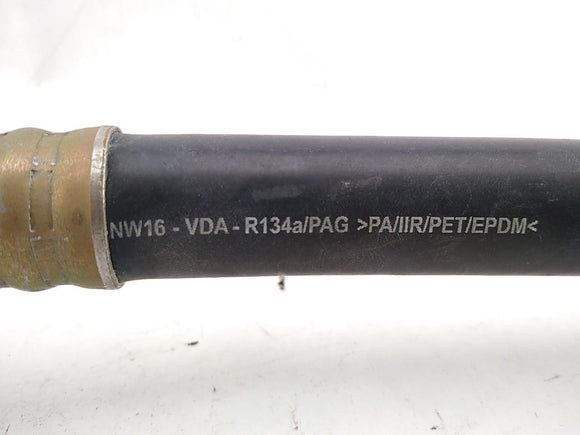 NW16 - VDA - R134a/PAG >PA/IIR/PET/EPDM<